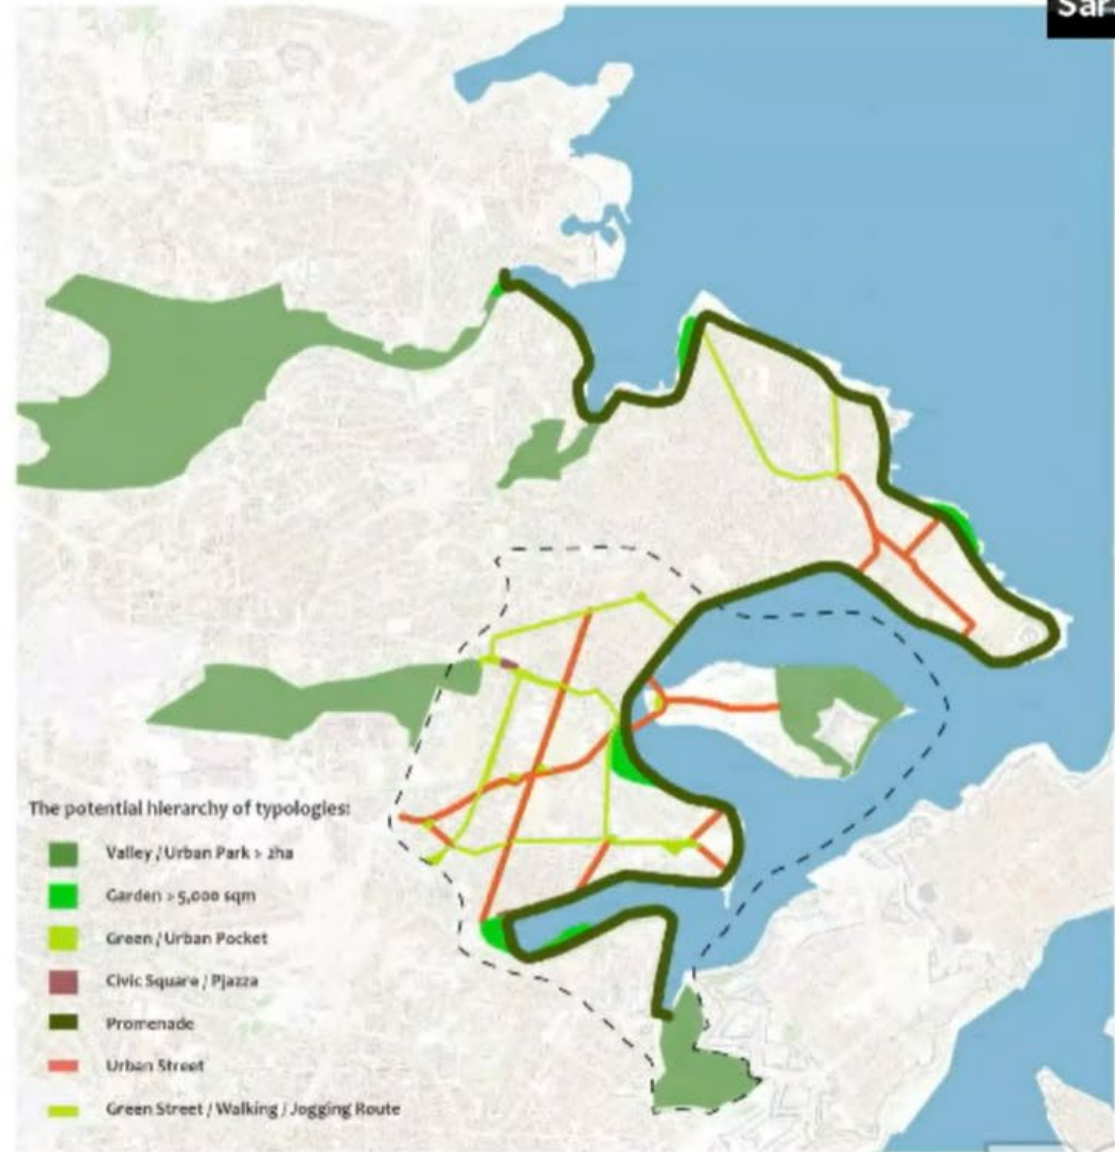 Sar
The potential hierarchy of typologies:
Valley / Urban Park > 2ha
Garden > 5,000 sqm
Green / Urban Pocket
Civic Square / Pjazza
Promenade
Urban Street
Green Street / Walking / Jogging Route